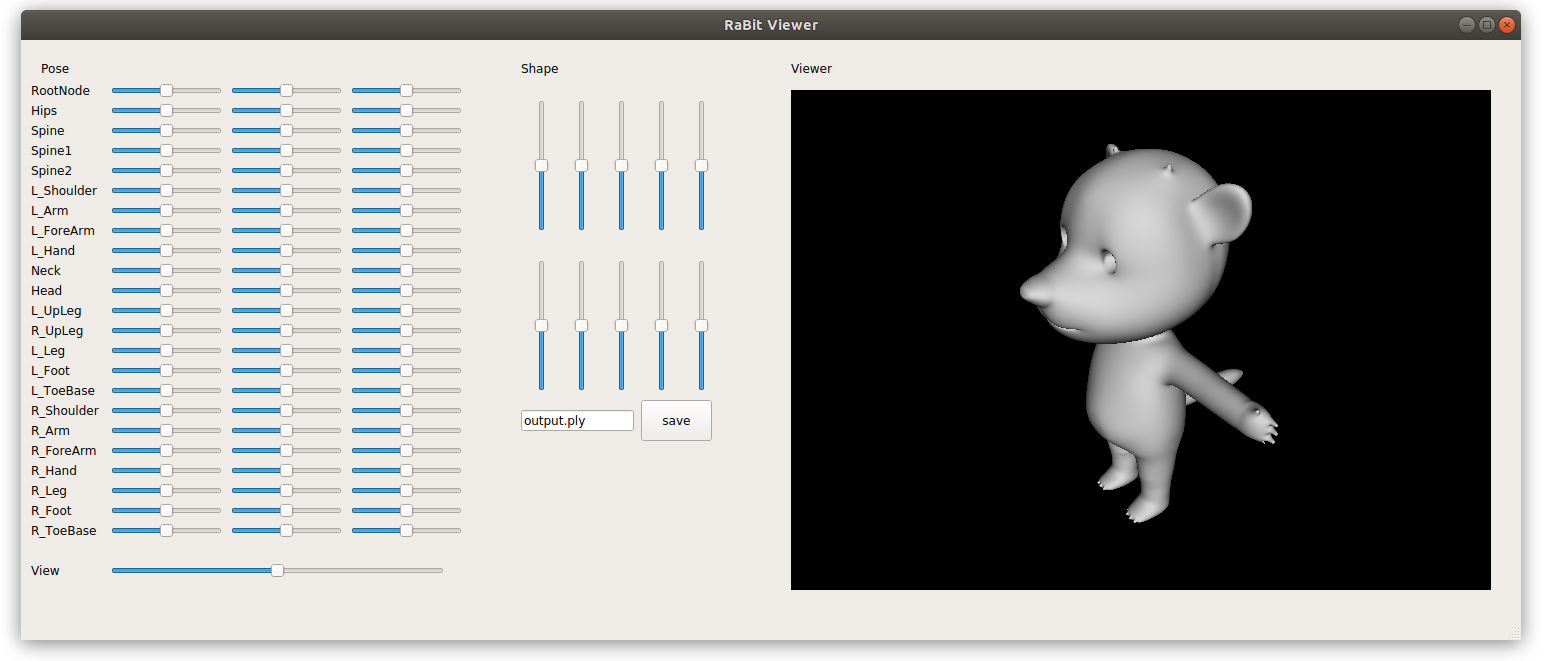 RaBit Viewer
Pose
RootNode
Hips
Spine
Spine1
Spine2
L_Shoulder
L_Arm
L_ForeArm
L_Hand
Neck
Head
L_UpLeg
R_UpLeg
L_Leg
L_Foot
L_ToeBase
R_Shoulder
R_Arm
R_ForeArm
R_Hand
R_Leg
R_Foot
R_ToeBase
View
Shape
output.ply
save
Viewer